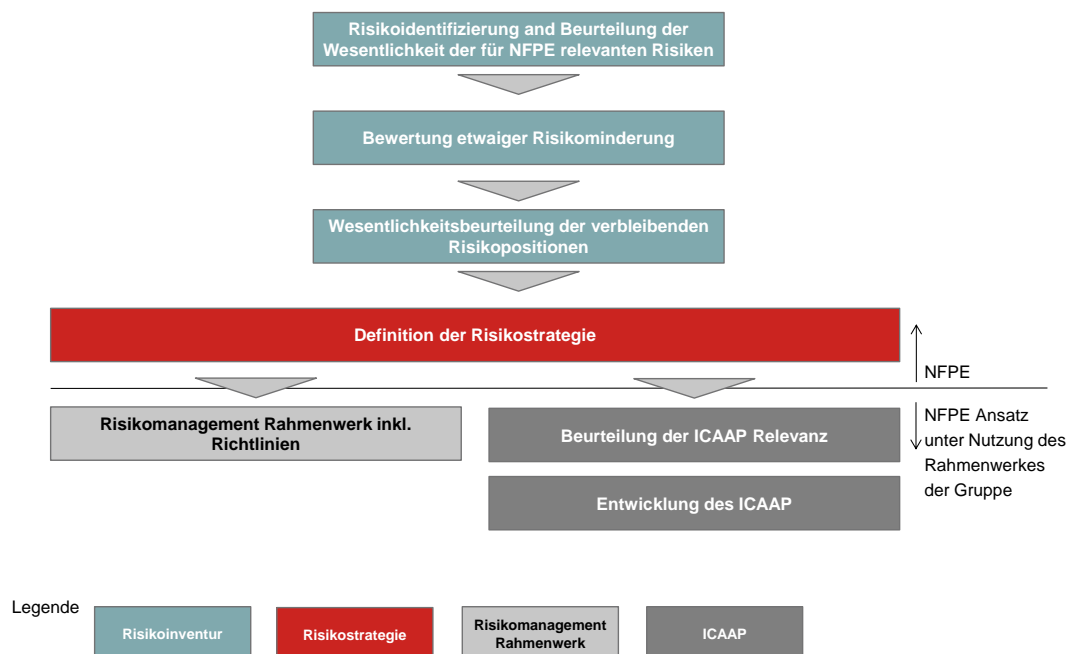 Risikoidentifizierung and Beurteilung der
Wesentlichkeit der für NFPE relevanten Risiken
Bewertung etwaiger Risikominderung
Wesentlichkeitsbeurteilung der verbleibenden
Risikopositionen
Definition der Risikostrategie
NFPE
Risikomanagement Rahmenwerk inkl.
Richtlinien
Beurteilung der ICAAP Relevanz
NFPE Ansatz
unter Nutzung des
Rahmenwerkes
der Gruppe
Entwicklung des ICAAP
Legende
Risikoinventur
Risikostrategie
Risikomanagement
Rahmenwerk
ICAAP